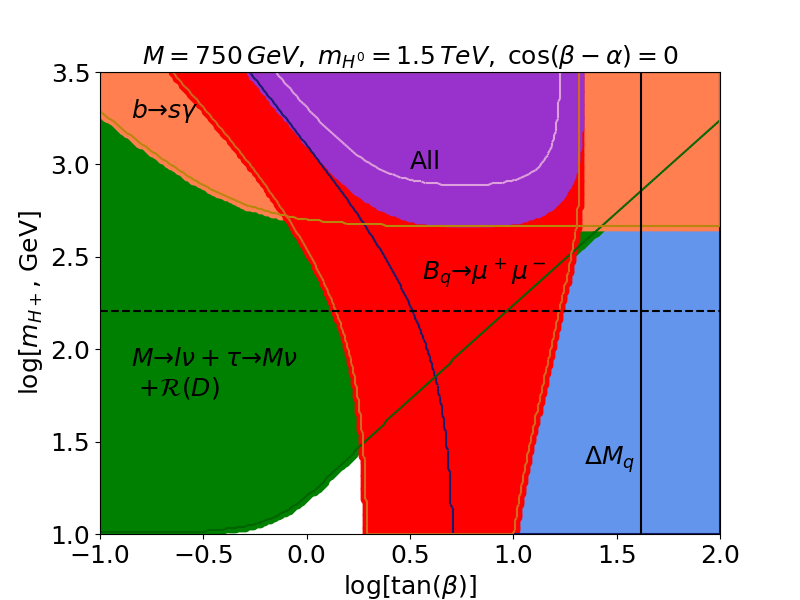 M = 750 GeV, m_{H^0} = 1.5 TeV, cos(β − α) = 0
3.5
b→sγ
3.0
All
2.5
B_q→μ^+μ^−
log[m_{H+}, GeV]
2.0
M→lν + τ→Mν
+ℛ(D)
1.5
ΔM_q
1.0
−1.0 −0.5 0.0 0.5 1.0 1.5 2.0
log[tan(β)]